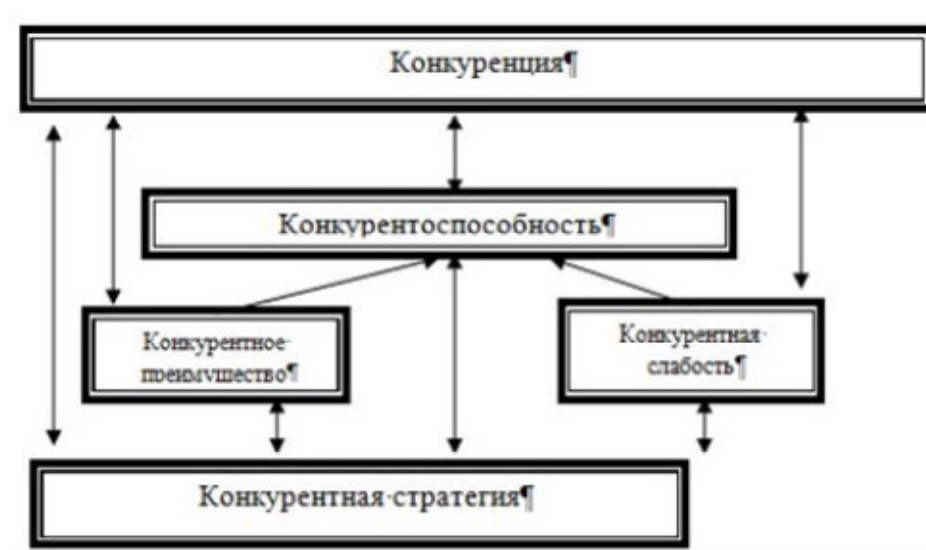 Конкуренция¶
Конкурентоспособность¶
Конкурентное·
преимущество¶
Конкурентная·
слабость¶
Конкурентная·стратегия¶